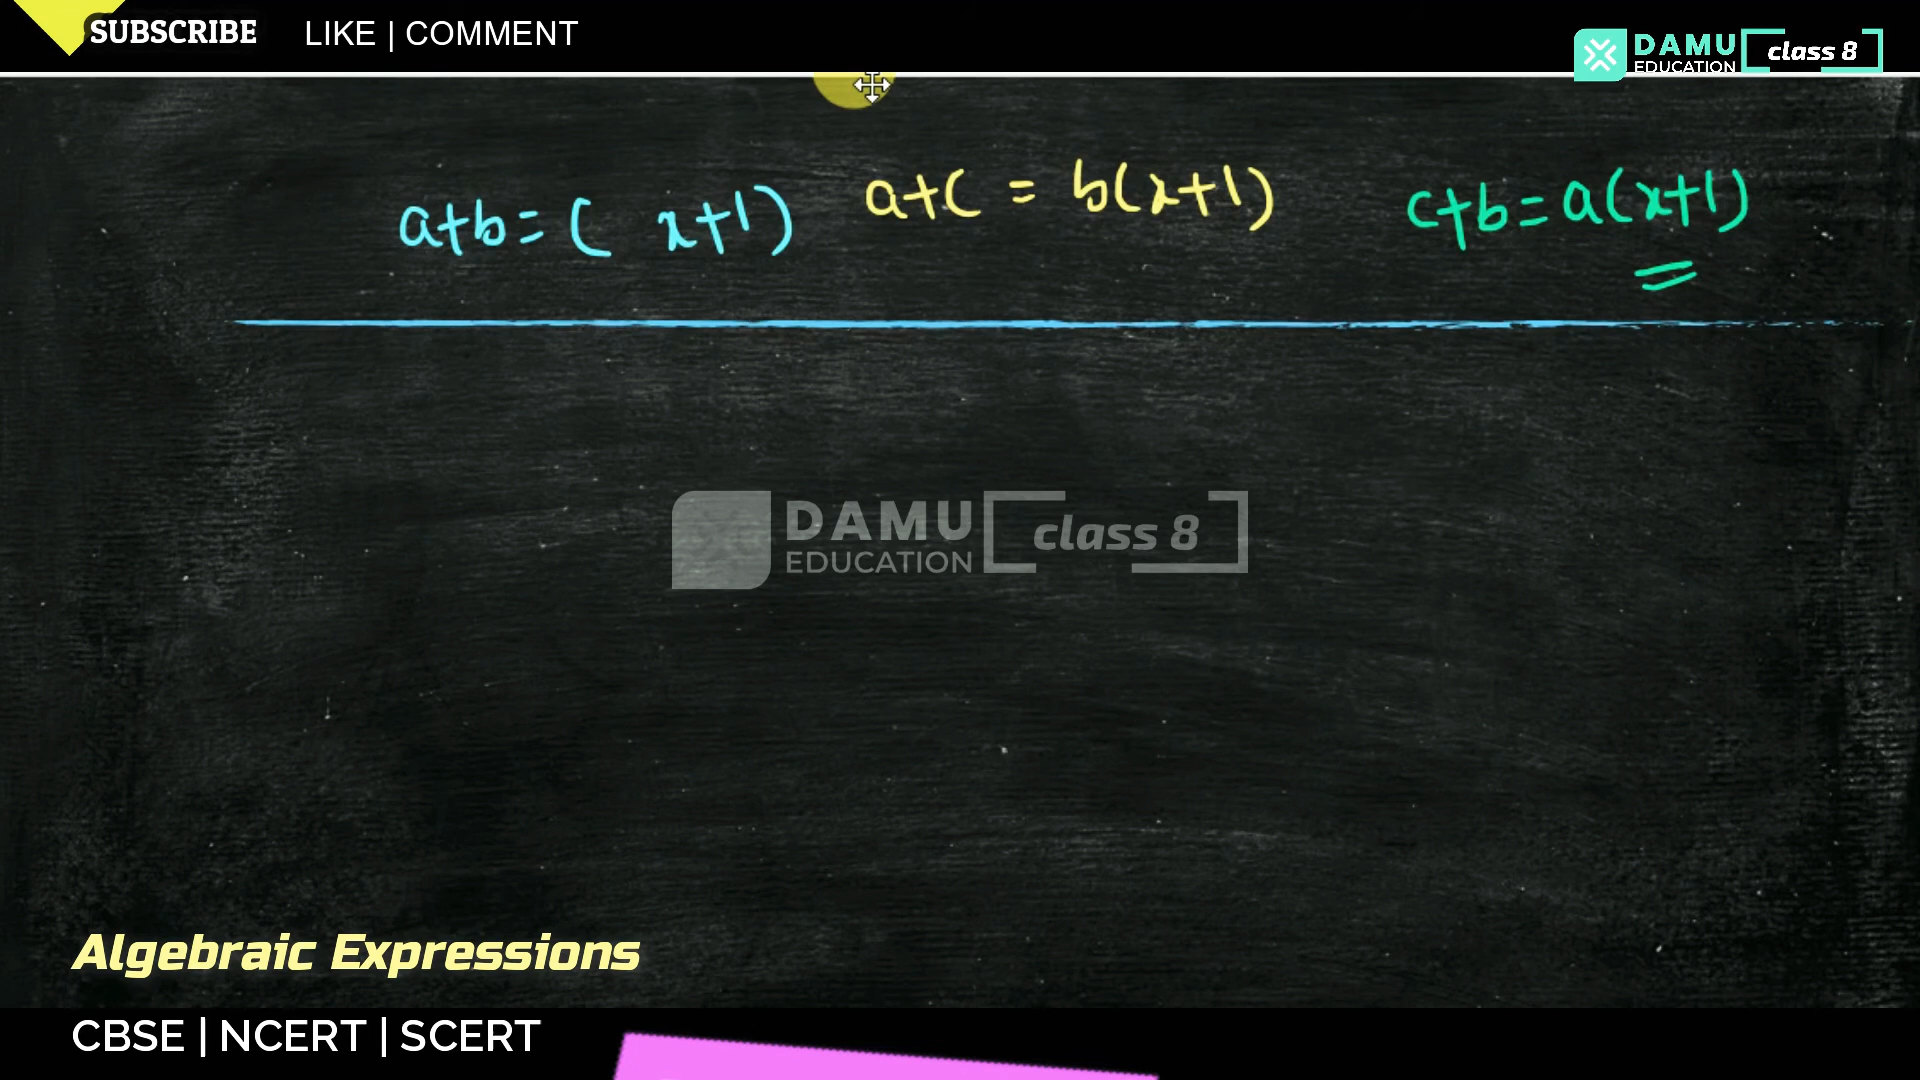 SUBSCRIBE LIKE | COMMENT
DAMU EDUCATION class 8
a+b=( x+1) a+c = b(x+1) c+b=a(x+1)
DAMU EDUCATION class 8
Algebraic Expressions
CBSE | NCERT | SCERT